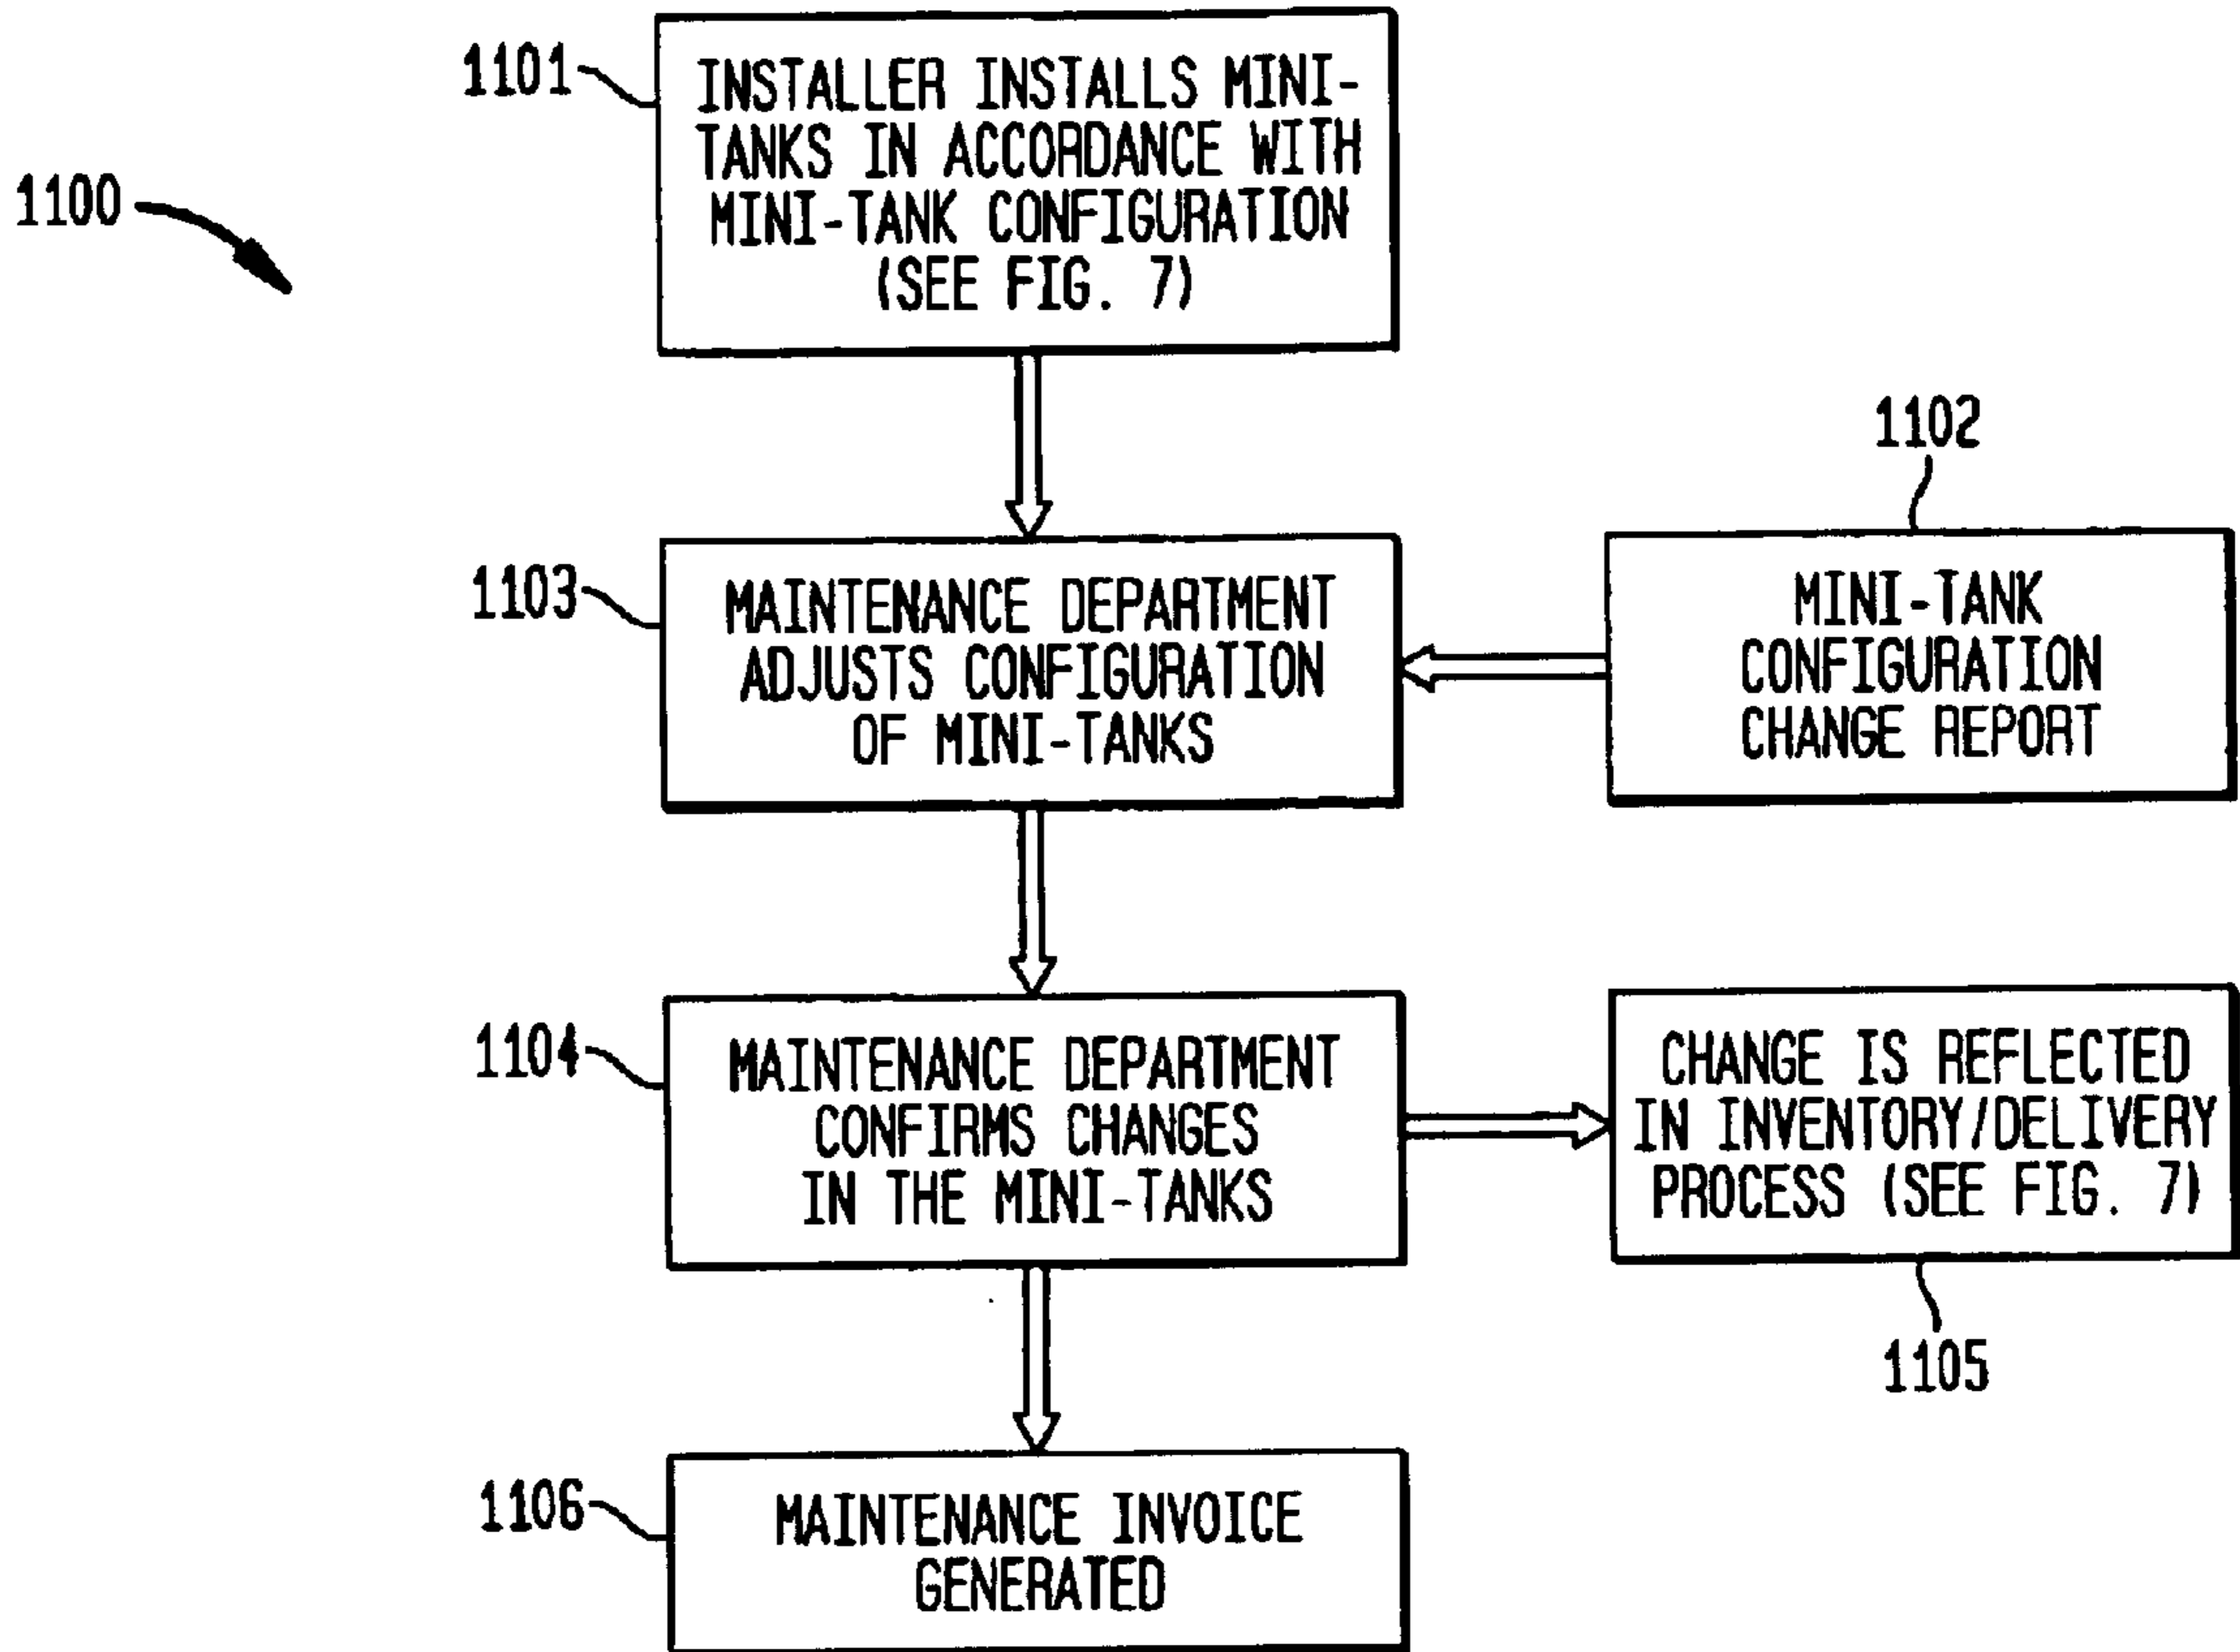 1100
1101
INSTALLER INSTALLS MINI-
TANKS IN ACCORDANCE WITH
MINI-TANK CONFIGURATION
(SEE FIG. 7)
1102
MINI-TANK
CONFIGURATION
CHANGE REPORT
1103
MAINTENANCE DEPARTMENT
ADJUSTS CONFIGURATION
OF MINI-TANKS
1104
MAINTENANCE DEPARTMENT
CONFIRMS CHANGES
IN THE MINI-TANKS
CHANGE IS REFLECTED
IN INVENTORY/DELIVERY
PROCESS (SEE FIG. 7)
1105
1106
MAINTENANCE INVOICE
GENERATED